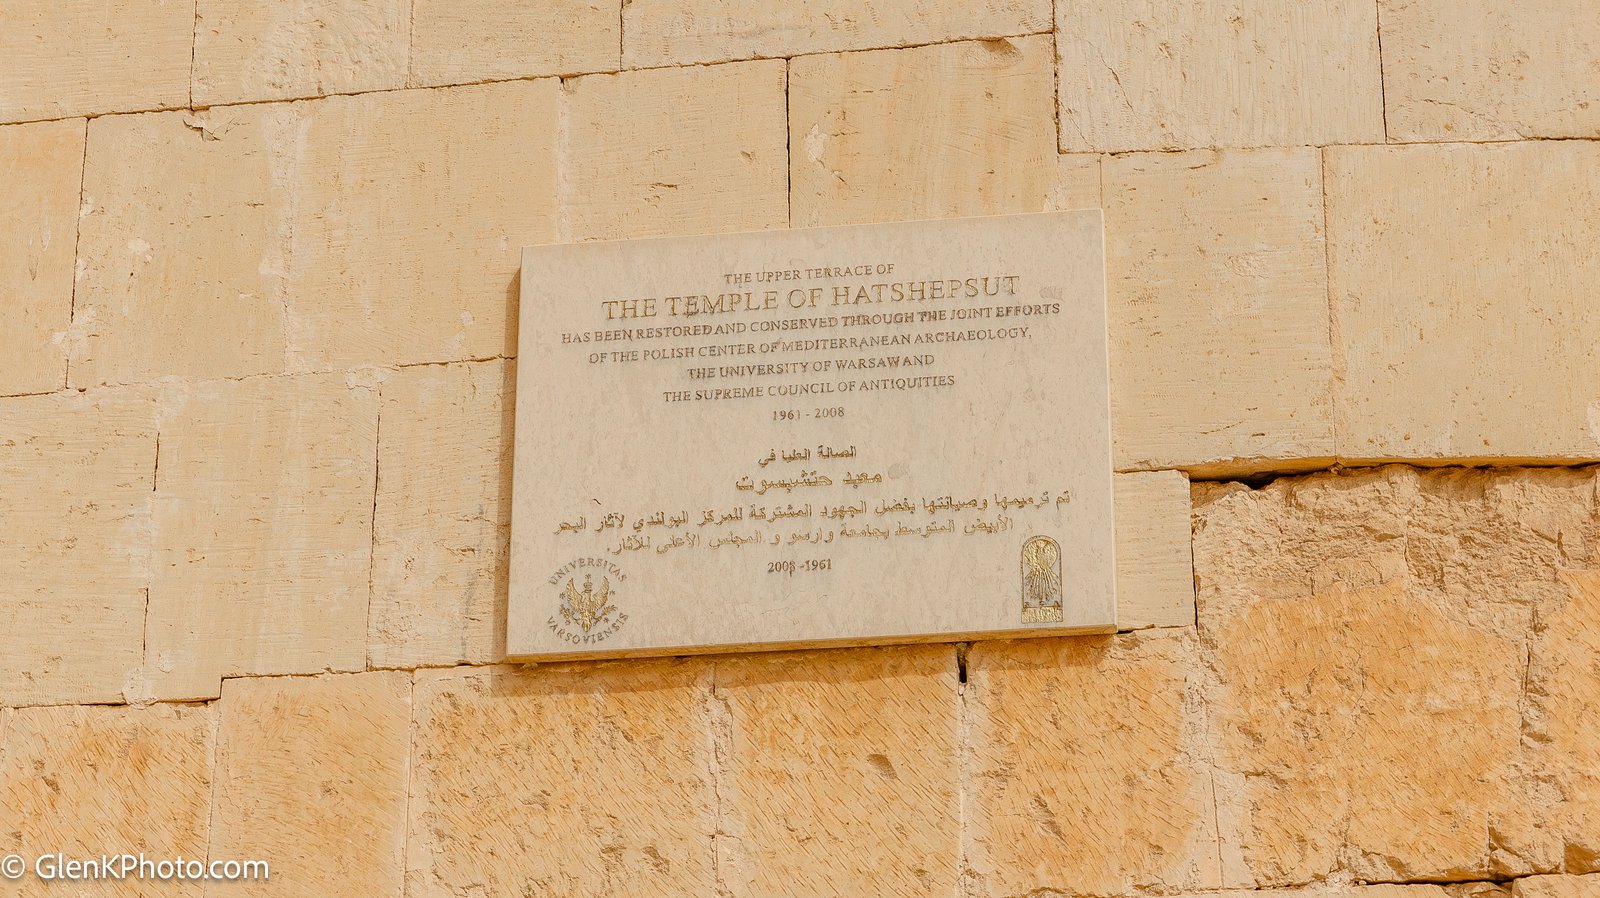 THE UPPER TERRACE OF
THE TEMPLE OF HATSHEPSUT
HAS BEEN RESTORED AND CONSERVED THROUGH THE JOINT EFFORTS
OF THE POLISH CENTER OF MEDITERRANEAN ARCHAEOLOGY,
THE UNIVERSITY OF WARSAW AND
THE SUPREME COUNCIL OF ANTIQUITIES
1961 - 2008
الصالة العليا في
معبد حتشبسوت
تم ترميمها وصيانتها بفضل الجهود المشتركة للمركز البولندي لآثار البحر
الأبيض المتوسط بجامعة وارسو و المجلس الأعلى للآثار.
2008 -1961
UNIVERSITAS
VARSOVIENSIS
© GlenKPhoto.com